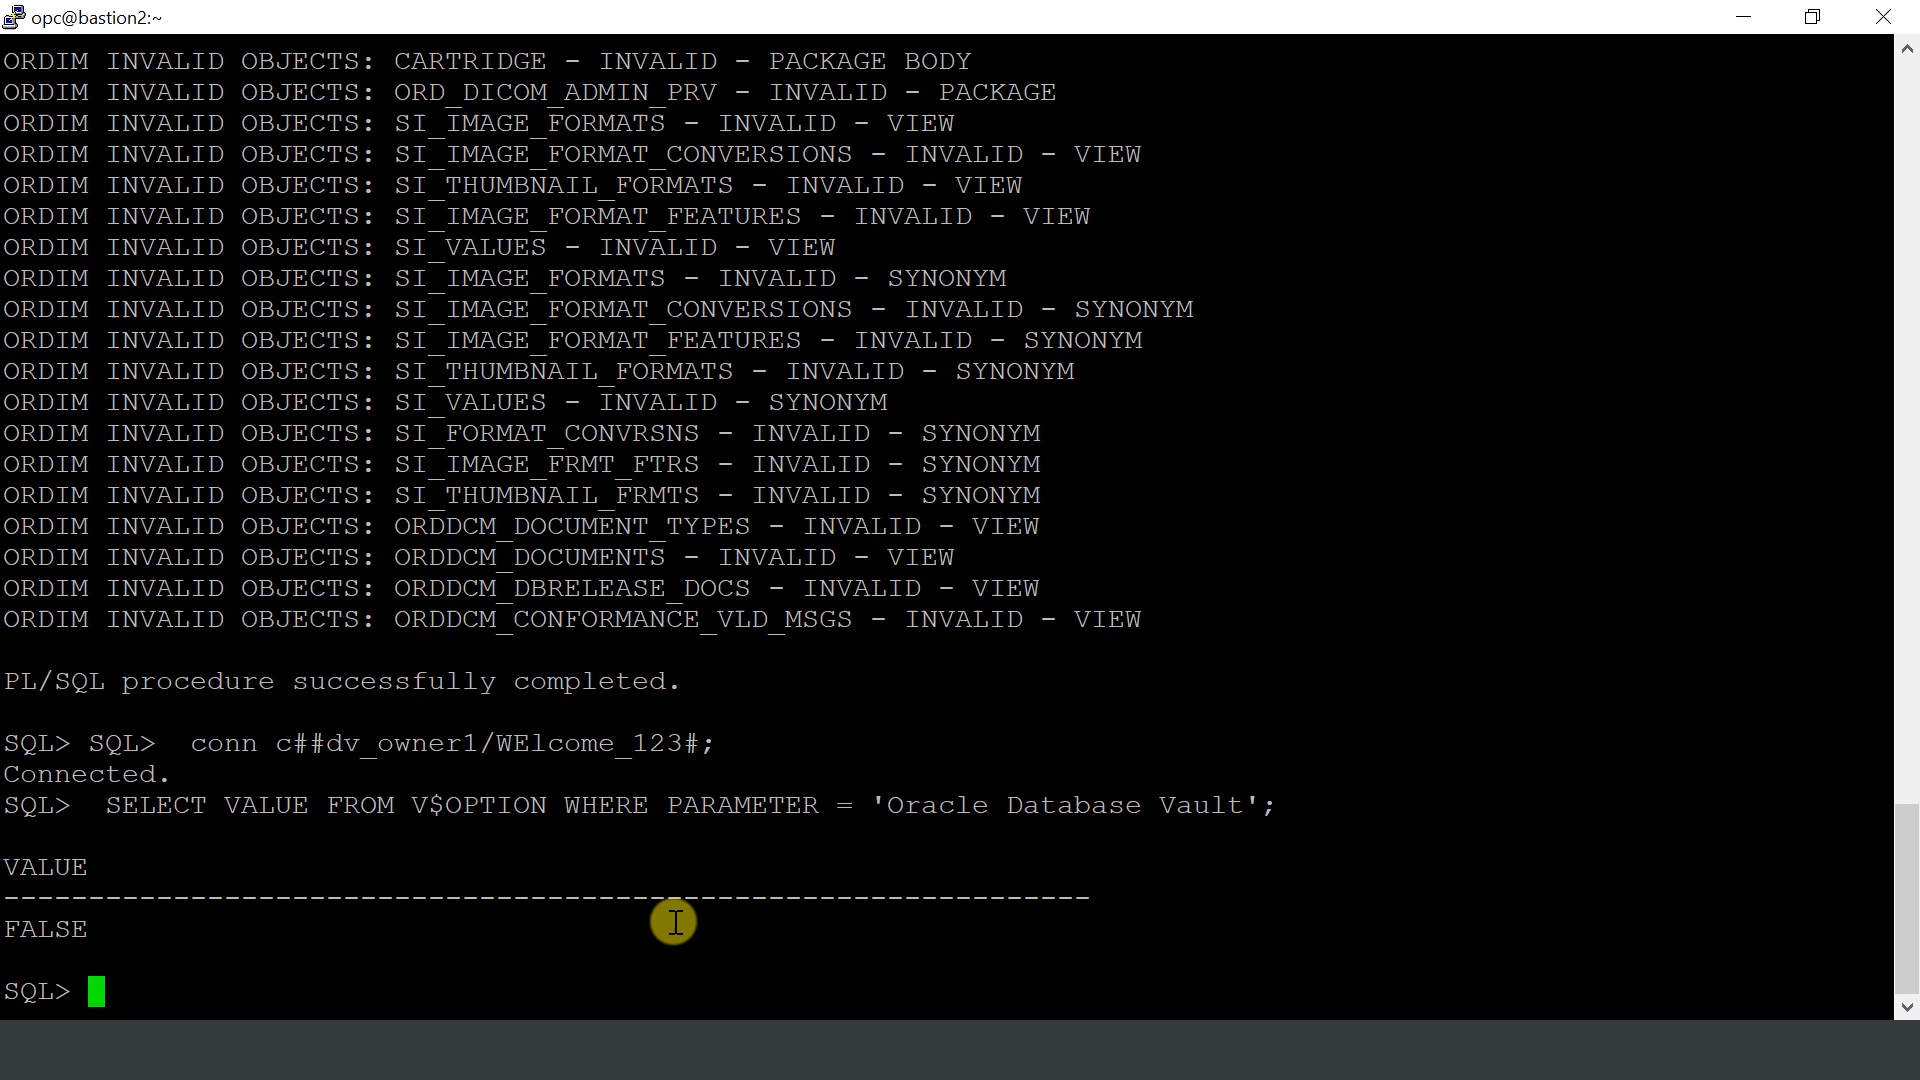 opc@bastion2:~
ORDIM INVALID OBJECTS: CARTRIDGE - INVALID - PACKAGE BODY
ORDIM INVALID OBJECTS: ORD_DICOM_ADMIN_PRV - INVALID - PACKAGE
ORDIM INVALID OBJECTS: SI_IMAGE_FORMATS - INVALID - VIEW
ORDIM INVALID OBJECTS: SI_IMAGE_FORMAT_CONVERSIONS - INVALID - VIEW
ORDIM INVALID OBJECTS: SI_THUMBNAIL_FORMATS - INVALID - VIEW
ORDIM INVALID OBJECTS: SI_IMAGE_FORMAT_FEATURES - INVALID - VIEW
ORDIM INVALID OBJECTS: SI_VALUES - INVALID - VIEW
ORDIM INVALID OBJECTS: SI_IMAGE_FORMATS - INVALID - SYNONYM
ORDIM INVALID OBJECTS: SI_IMAGE_FORMAT_CONVERSIONS - INVALID - SYNONYM
ORDIM INVALID OBJECTS: SI_IMAGE_FORMAT_FEATURES - INVALID - SYNONYM
ORDIM INVALID OBJECTS: SI_THUMBNAIL_FORMATS - INVALID - SYNONYM
ORDIM INVALID OBJECTS: SI_VALUES - INVALID - SYNONYM
ORDIM INVALID OBJECTS: SI_FORMAT_CONVRSNS - INVALID - SYNONYM
ORDIM INVALID OBJECTS: SI_IMAGE_FRMT_FTRS - INVALID - SYNONYM
ORDIM INVALID OBJECTS: SI_THUMBNAIL_FRMTS - INVALID - SYNONYM
ORDIM INVALID OBJECTS: ORDDCM_DOCUMENT_TYPES - INVALID - VIEW
ORDIM INVALID OBJECTS: ORDDCM_DOCUMENTS - INVALID - VIEW
ORDIM INVALID OBJECTS: ORDDCM_DBRELEASE_DOCS - INVALID - VIEW
ORDIM INVALID OBJECTS: ORDDCM_CONFORMANCE_VLD_MSGS - INVALID - VIEW
PL/SQL procedure successfully completed.
SQL> SQL>  conn c##dv_owner1/WElcome_123#;
Connected.
SQL>  SELECT VALUE FROM V$OPTION WHERE PARAMETER = 'Oracle Database Vault';
VALUE
----------------------------------------------------------------
FALSE
SQL>